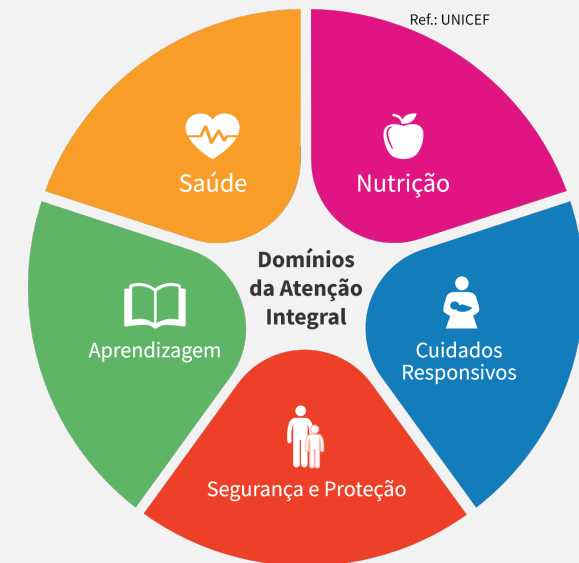 Ref.: UNICEF
Saúde
Nutrição
Domínios
da Atenção
Integral
Aprendizagem
Cuidados
Responsivos
Segurança e Proteção